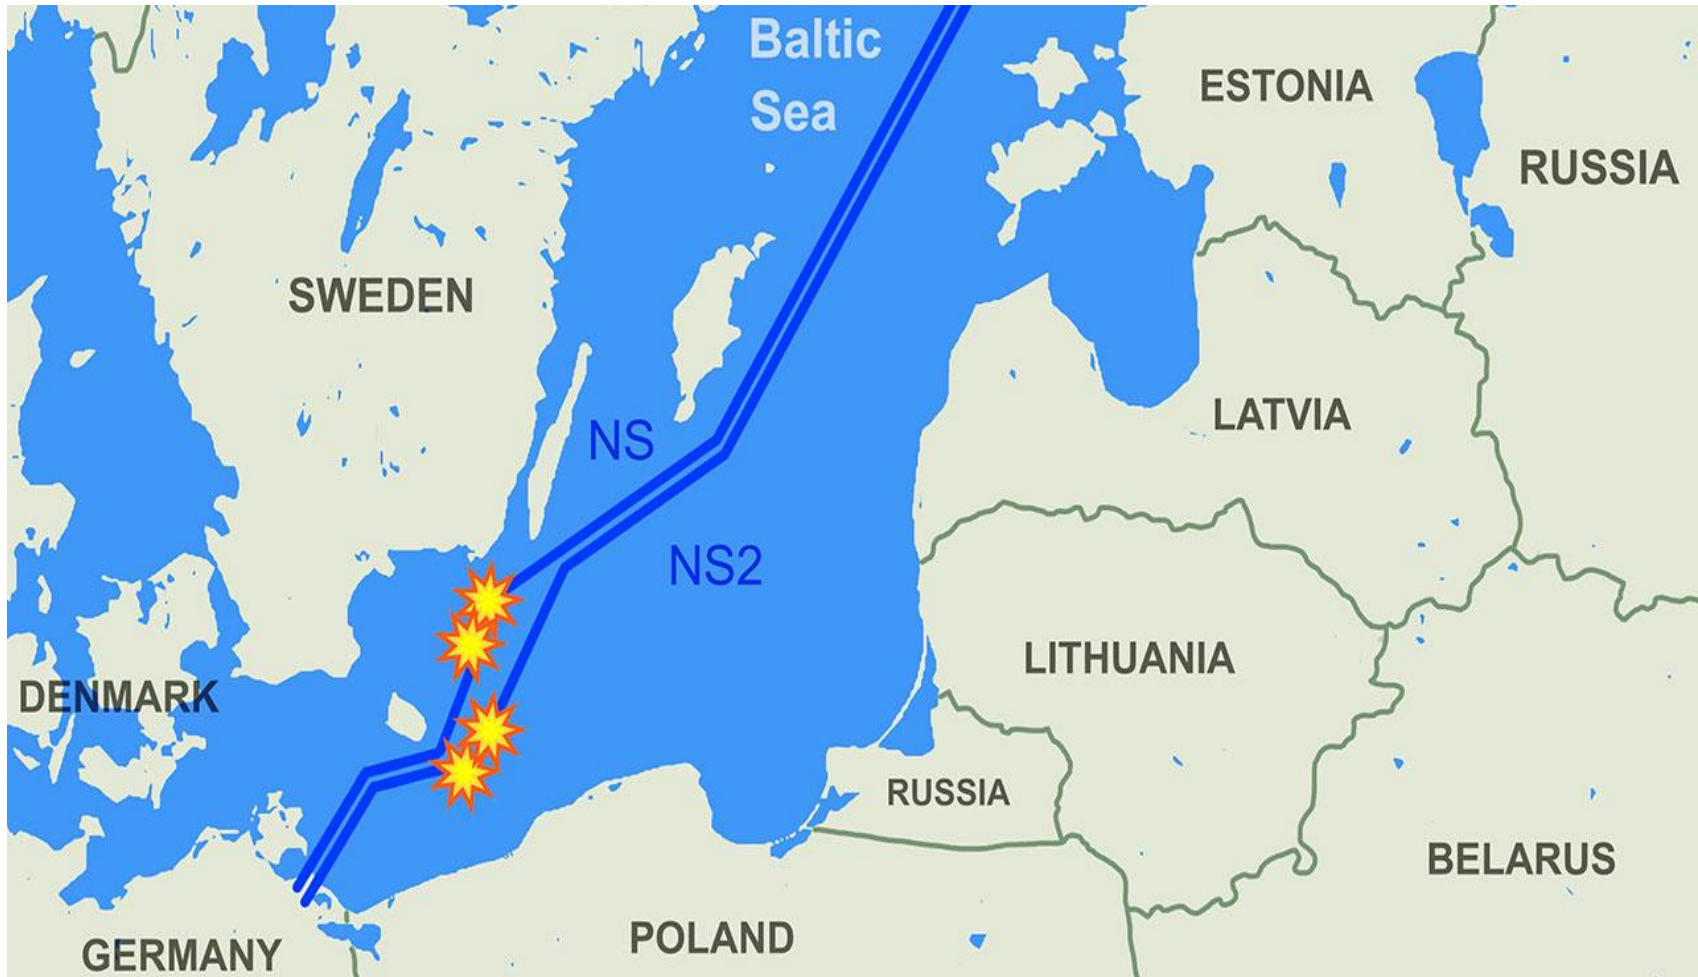 Baltic
Sea
ESTONIA
RUSSIA
SWEDEN
LATVIA
NS
NS2
LITHUANIA
DENMARK
RUSSIA
BELARUS
POLAND
GERMANY